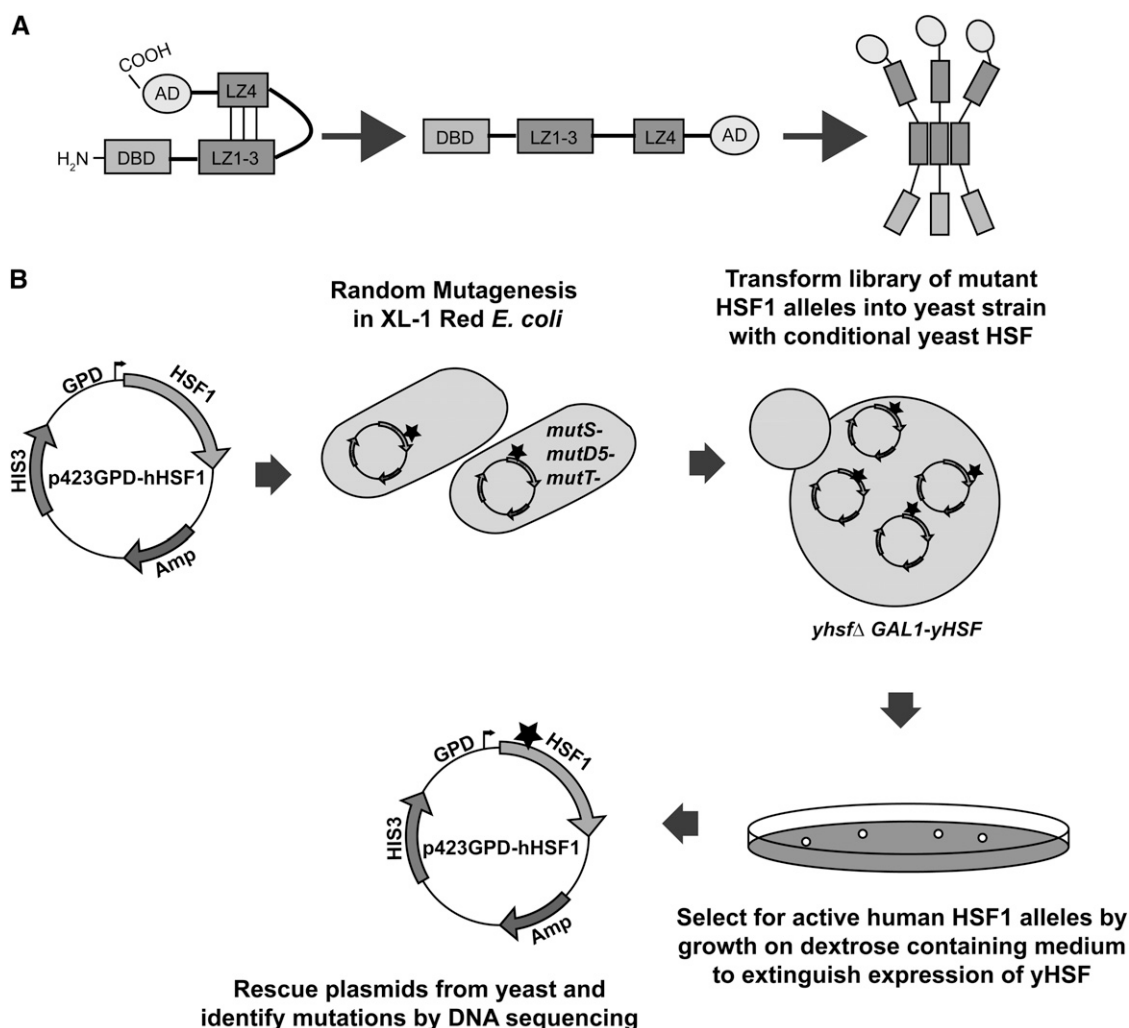 A
COOH
AD
LZ4
H₂N
DBD
LZ1-3
DBD
LZ1-3
LZ4
AD
B
Random Mutagenesis
in XL-1 Red E. coli
Transform library of mutant
HSF1 alleles into yeast strain
with conditional yeast HSF
GPD
HSF1
HIS3
p423GPD-hHSF1
Amp
mutS-
mutD5-
mutT-
yhsfΔ GAL1-yHSF
GPD
HSF1
HIS3
p423GPD-hHSF1
Amp
Select for active human HSF1 alleles by
growth on dextrose containing medium
to extinguish expression of yHSF
Rescue plasmids from yeast and
identify mutations by DNA sequencing